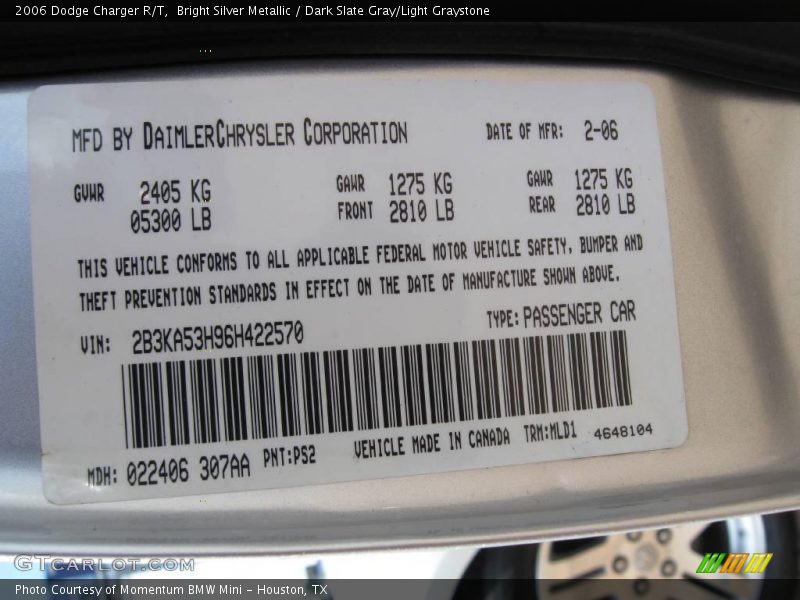 2006 Dodge Charger R/T,  Bright Silver Metallic / Dark Slate Gray/Light Graystone
MFD BY DAIMLERCHRYSLER CORPORATION DATE OF MFR: 2-06
GVWR 2405 KG GAWR 1275 KG GAWR 1275 KG
05300 LB FRONT 2810 LB REAR 2810 LB
THIS VEHICLE CONFORMS TO ALL APPLICABLE FEDERAL MOTOR VEHICLE SAFETY, BUMPER AND
THEFT PREVENTION STANDARDS IN EFFECT ON THE DATE OF MANUFACTURE SHOWN ABOVE.
VIN: 2B3KA53H96H422570 TYPE: PASSENGER CAR
MDH: 022406 307AA PNT:PS2 VEHICLE MADE IN CANADA TRM:MLD1 4648104
GTCarLot.com
Photo Courtesy of Momentum BMW Mini - Houston, TX